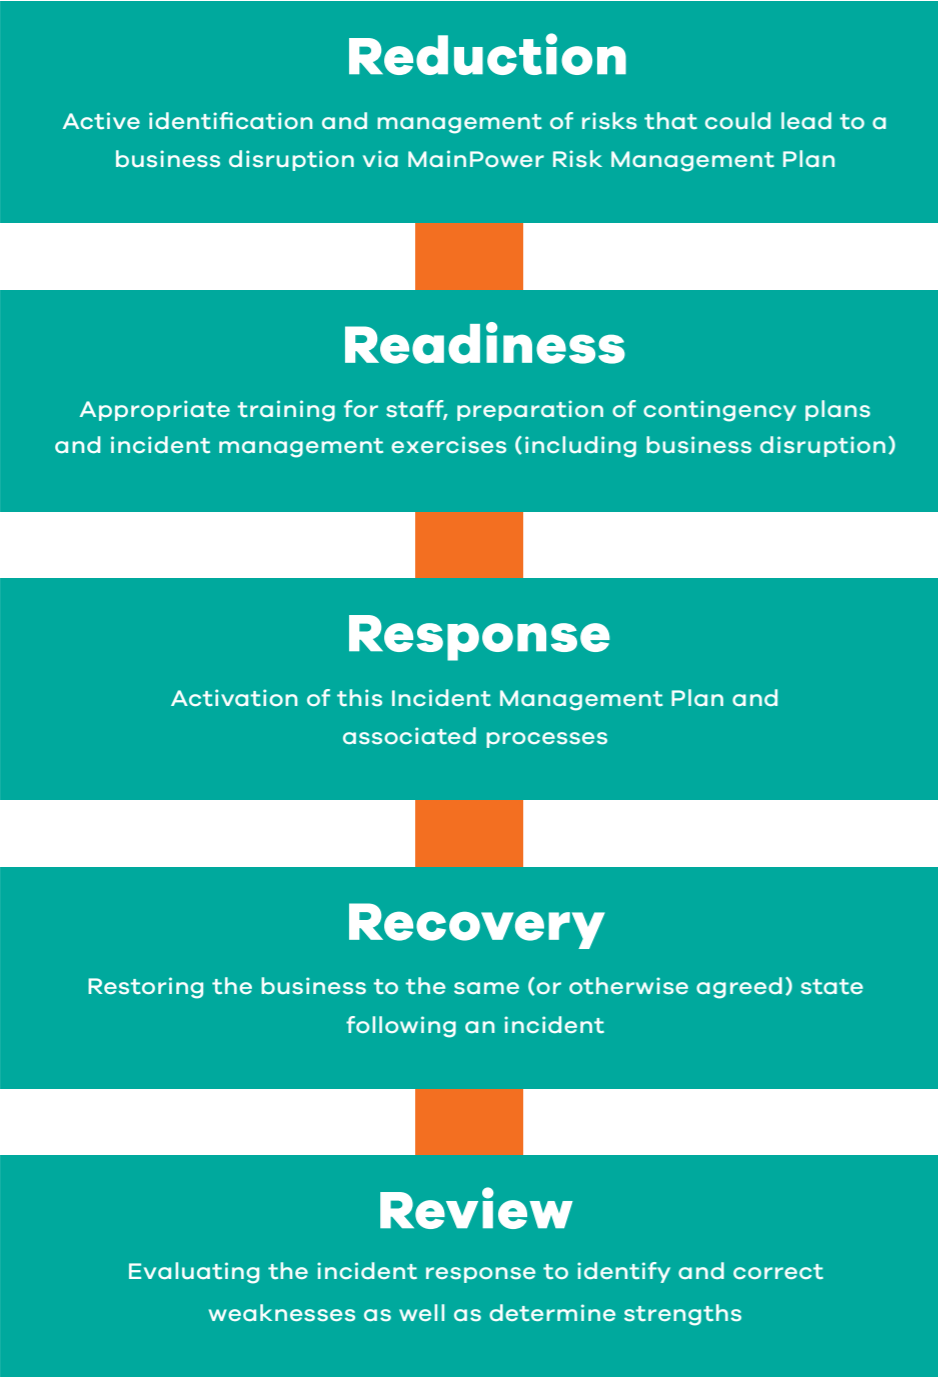 Reduction
Active identification and management of risks that could lead to a
business disruption via MainPower Risk Management Plan
Readiness
Appropriate training for staff, preparation of contingency plans
and incident management exercises (including business disruption)
Response
Activation of this Incident Management Plan and
associated processes
Recovery
Restoring the business to the same (or otherwise agreed) state
following an incident
Review
Evaluating the incident response to identify and correct
weaknesses as well as determine strengths